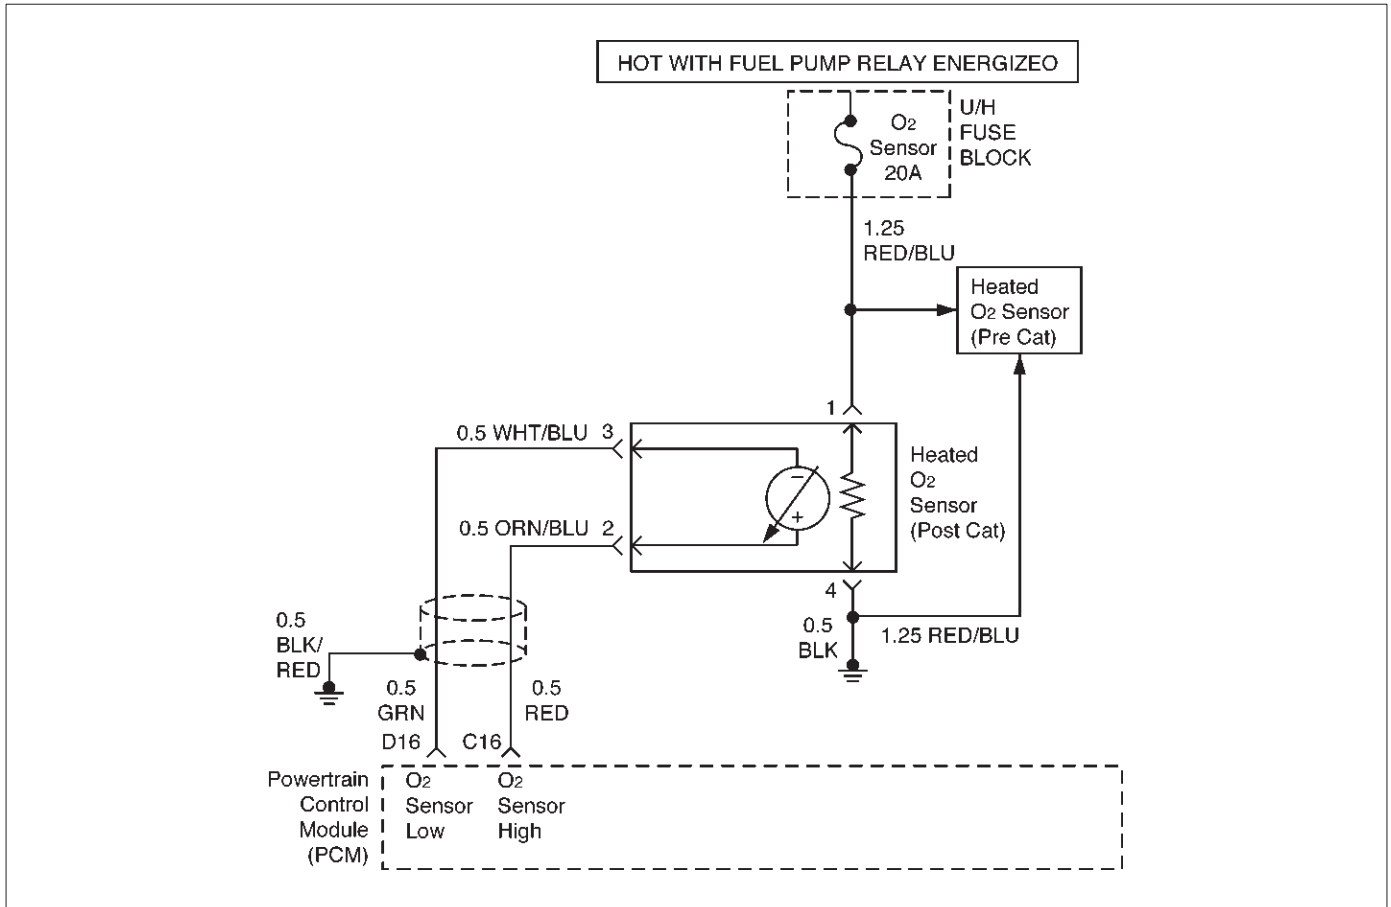 HOT WITH FUEL PUMP RELAY ENERGIZEO
O2
Sensor
20A
U/H
FUSE
BLOCK
1.25
RED/BLU
Heated
O2 Sensor
(Pre Cat)
1
0.5 WHT/BLU 3
−
+
Heated
O2
Sensor
(Post Cat)
0.5 ORN/BLU 2
4
0.5
BLK
1.25 RED/BLU
0.5
BLK/
RED
0.5
GRN
0.5
RED
D16
C16
Powertrain
Control
Module
(PCM)
O2
Sensor
Low
O2
Sensor
High